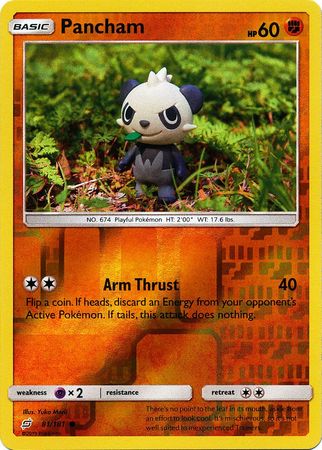 BASIC Pancham HP60
NO. 674 Playful Pokémon HT: 2'00" WT: 17.6 lbs.
Arm Thrust 40
Flip a coin. If heads, discard an Energy from your opponent's
Active Pokémon. If tails, this attack does nothing.
weakness × 2 resistance retreat
Illus. Yuka Morii
81/181
There's no point to the leaf in its mouth, aside from
an effort to look cool. It's mischievous, so it's not
well suited to inexperienced Trainers.